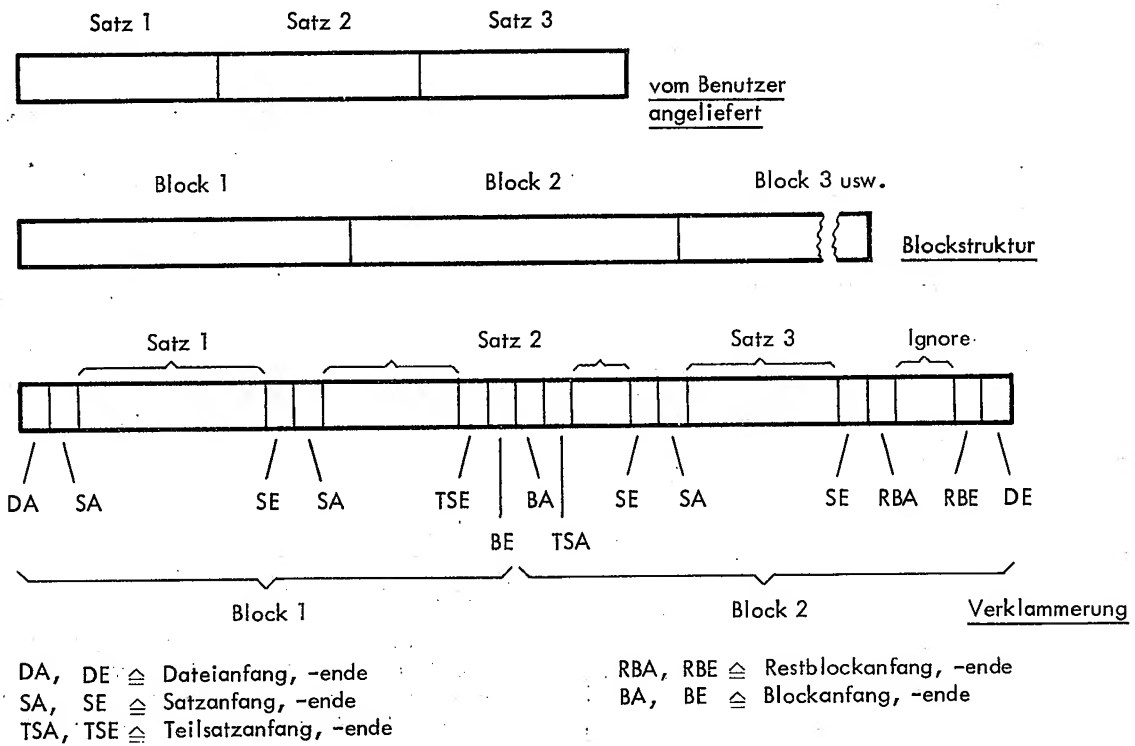 Satz 1 Satz 2 Satz 3
vom Benutzer
angeliefert
Block 1 Block 2 Block 3 usw.
Blockstruktur
Satz 1 Satz 2 Satz 3 Ignore
DA SA SE SA TSE BA SE SA SE RBA RBE DE
BE TSA
Block 1 Block 2 Verklammerung
DA, DE ≙ Dateianfang, -ende RBA, RBE ≙ Restblockanfang, -ende
SA, SE ≙ Satzanfang, -ende BA, BE ≙ Blockanfang, -ende
TSA, TSE ≙ Teilsatzanfang, -ende